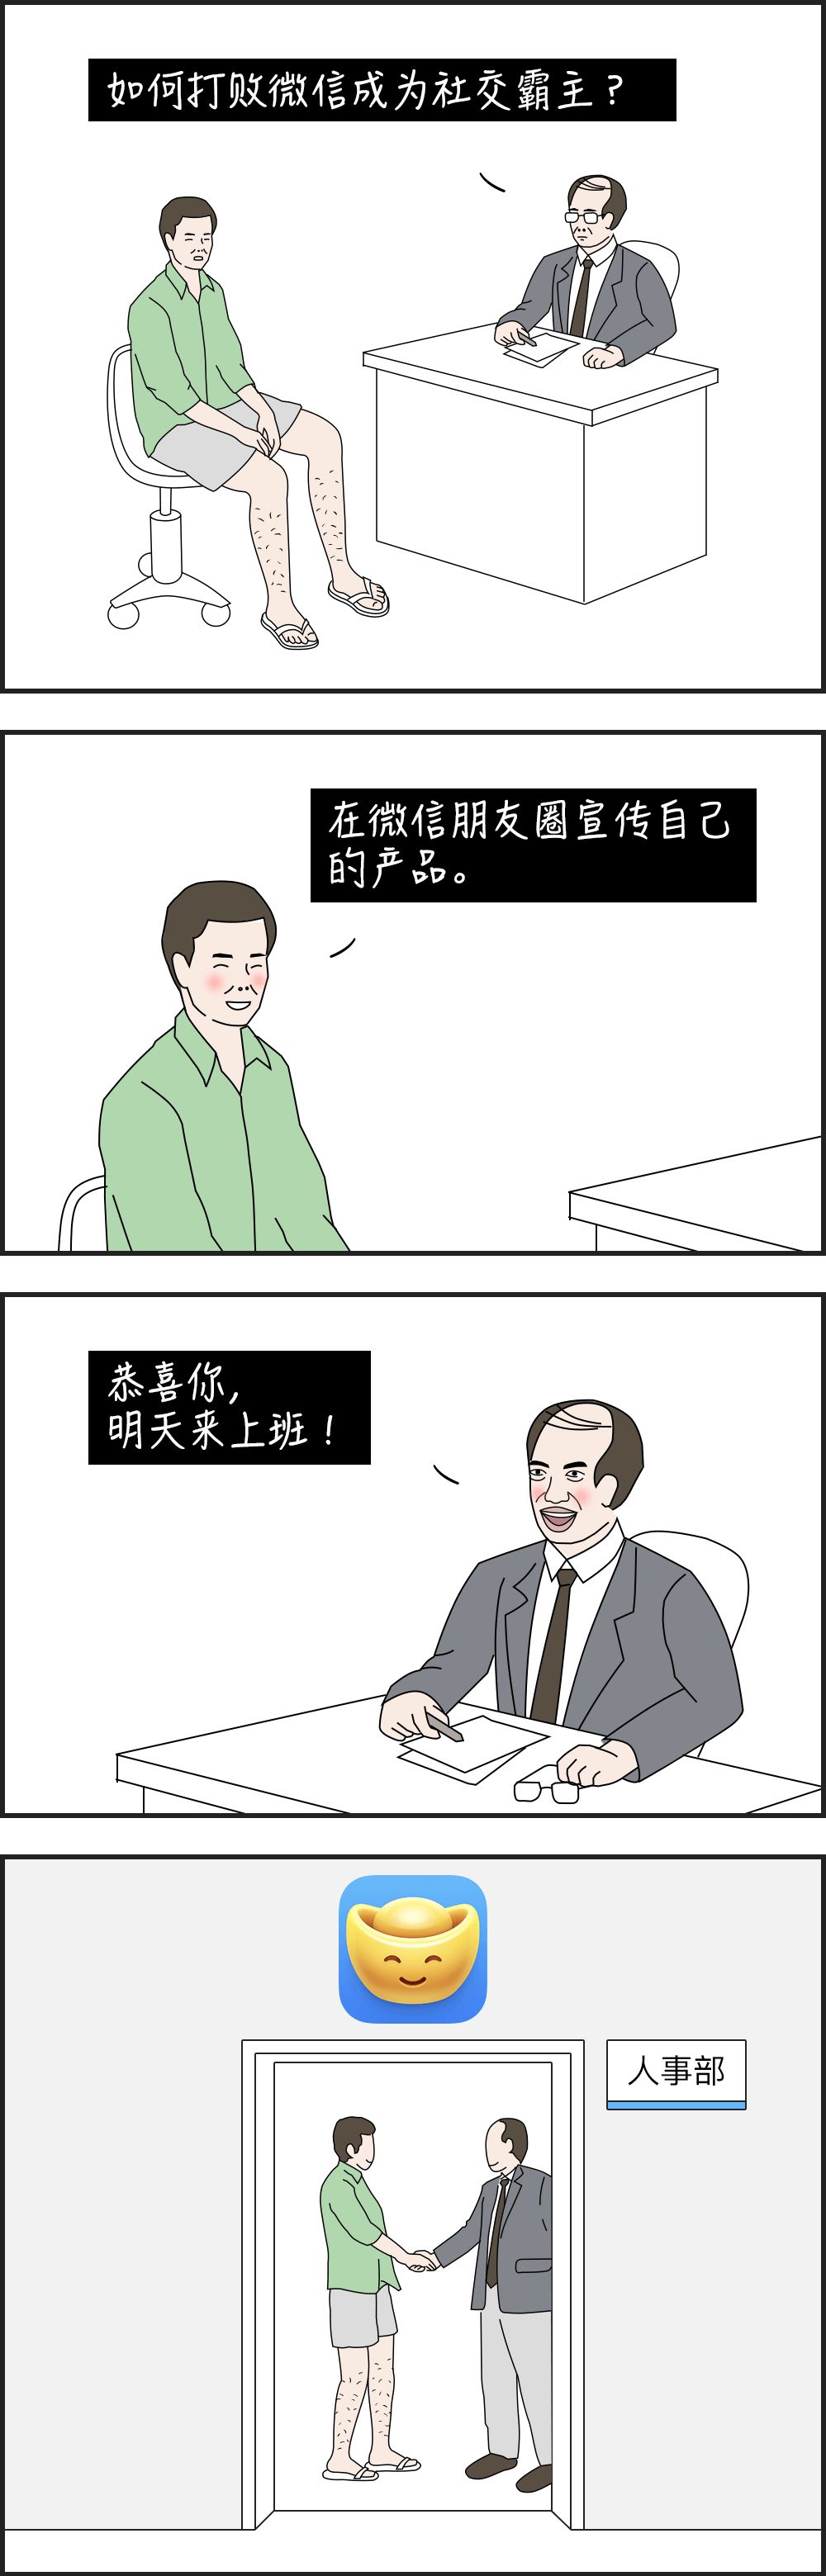 如何打败微信成为社交霸主？
在微信朋友圈宣传自己
的产品。
恭喜你，
明天来上班！
人事部